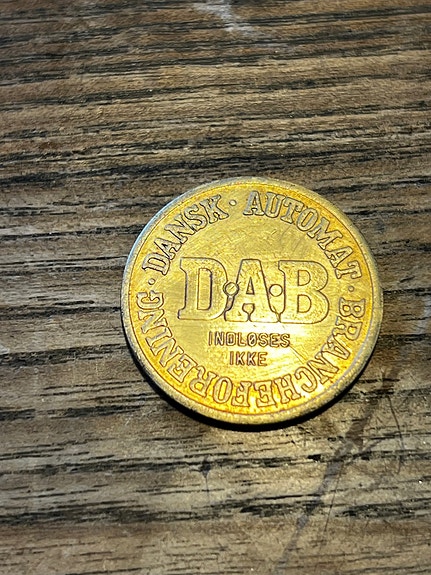 DANSK · AUTOMAT · BRANCHEFORENING ·
D·A·B
INDLØSES
IKKE